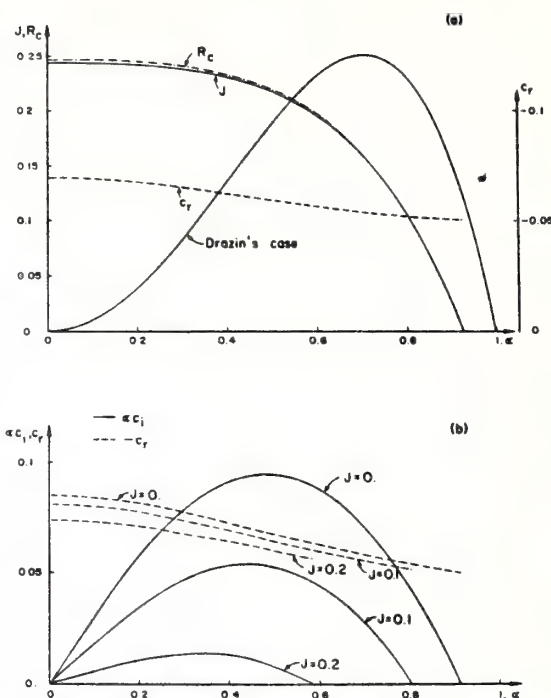 (a)
J, R_c
0.25
0.2
0.15
0.1
0.05
0
R_c
J
c_r
Drazin's case
c_r
-0.1
-0.05
0
0 0.2 0.4 0.6 0.8 1. α
(b)
αc_i, c_r
— αc_i
---- -c_r
0.1
0.05
0.
J=0.
J=0.
J=0.2
J=0.1
J=0.1
J=0.2
0 0.2 0.4 0.6 0.8 1. α